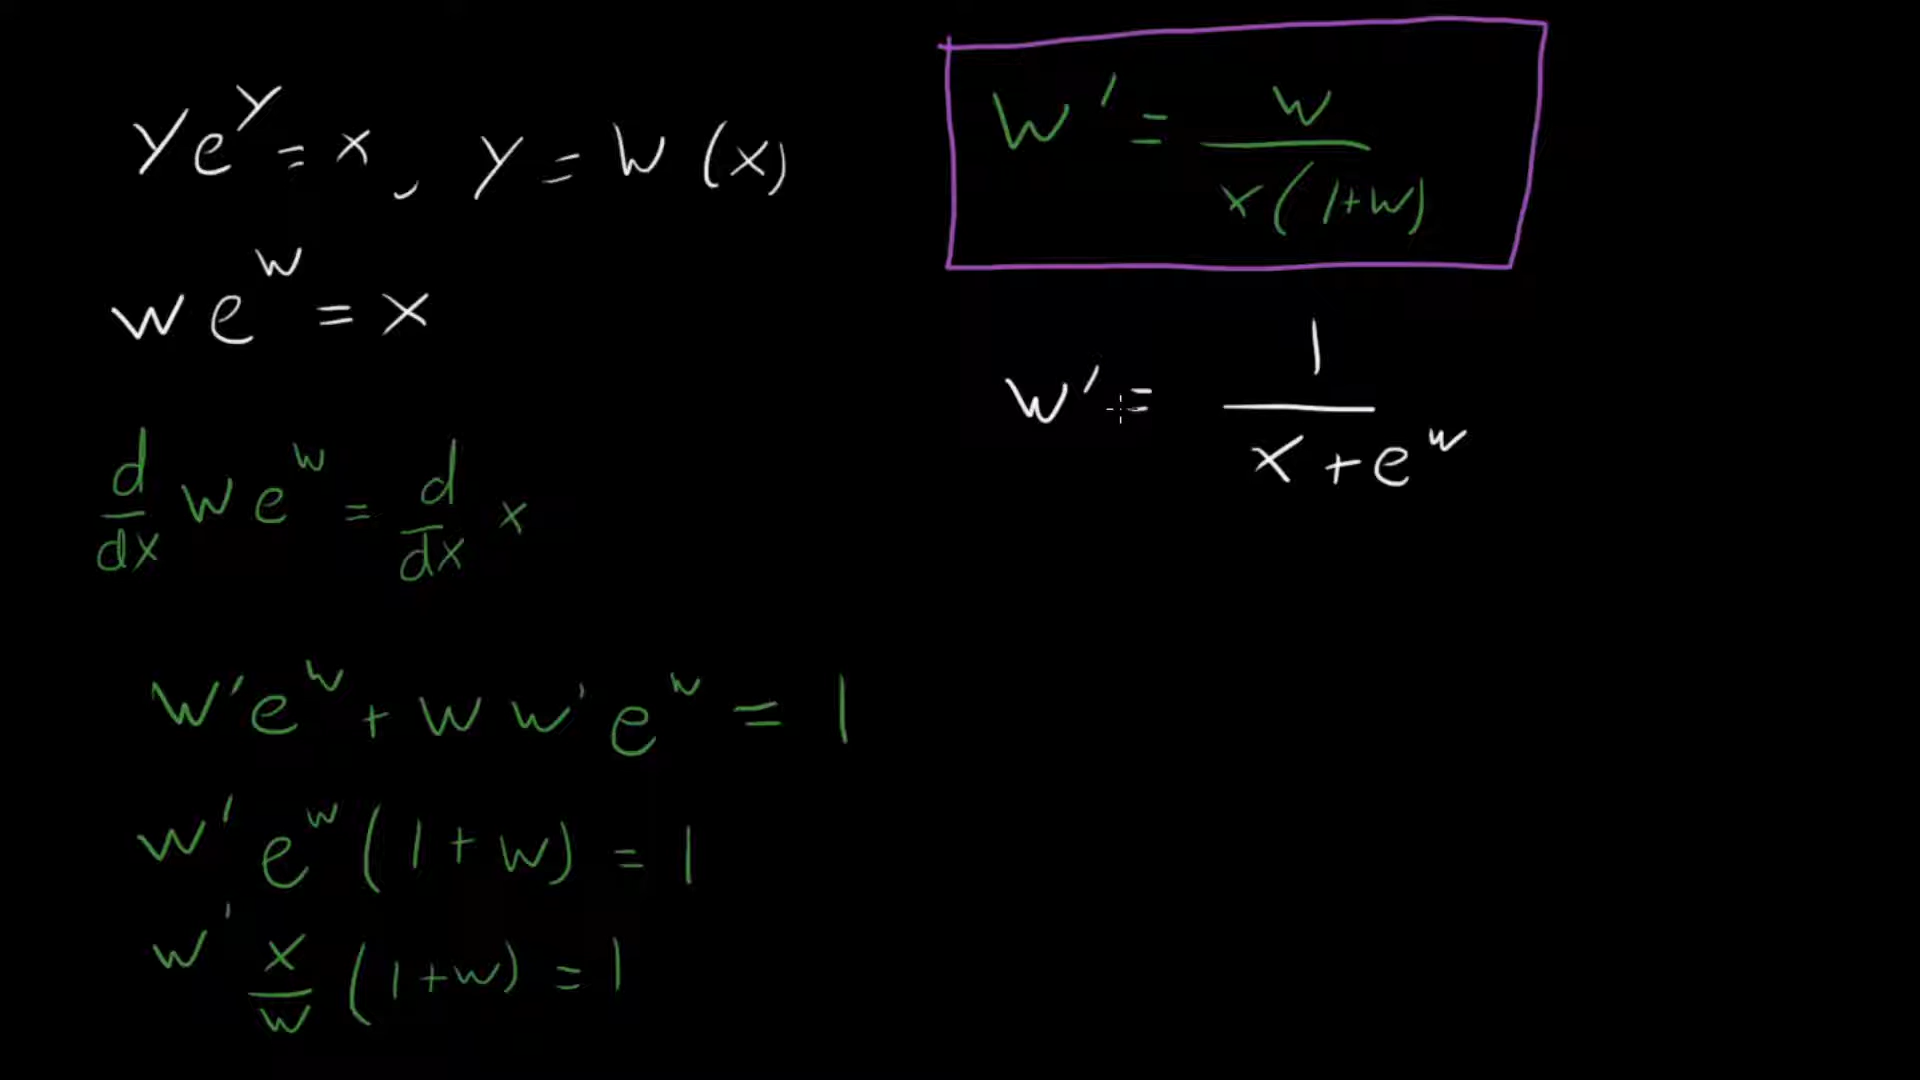 Ye^Y = x, Y = W(x)
We^W = x
d/dx We^W = d/dx x
W'e^W + WW'e^W = 1
W'e^W(1+W) = 1
W' x/W (1+W) = 1
W' = W/x(1+W)
W' = 1/x+e^W